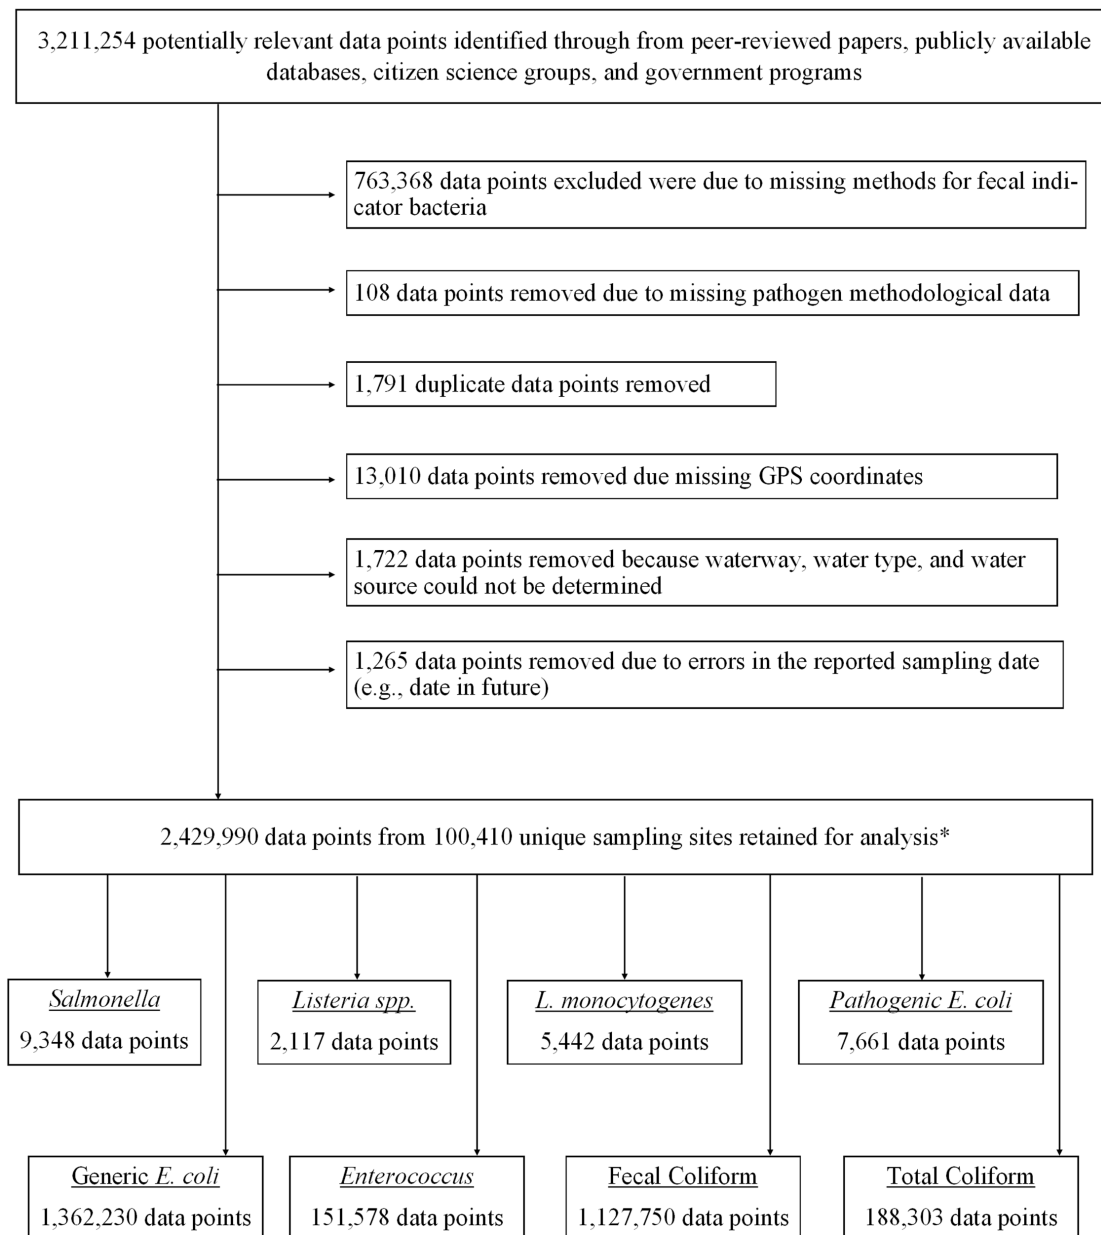 3,211,254 potentially relevant data points identified through from peer-reviewed papers, publicly available
databases, citizen science groups, and government programs
763,368 data points excluded were due to missing methods for fecal indi-
cator bacteria
108 data points removed due to missing pathogen methodological data
1,791 duplicate data points removed
13,010 data points removed due missing GPS coordinates
1,722 data points removed because waterway, water type, and water
source could not be determined
1,265 data points removed due to errors in the reported sampling date
(e.g., date in future)
2,429,990 data points from 100,410 unique sampling sites retained for analysis*
Salmonella
9,348 data points
Listeria spp.
2,117 data points
L. monocytogenes
5,442 data points
Pathogenic E. coli
7,661 data points
Generic E. coli
1,362,230 data points
Enterococcus
151,578 data points
Fecal Coliform
1,127,750 data points
Total Coliform
188,303 data points